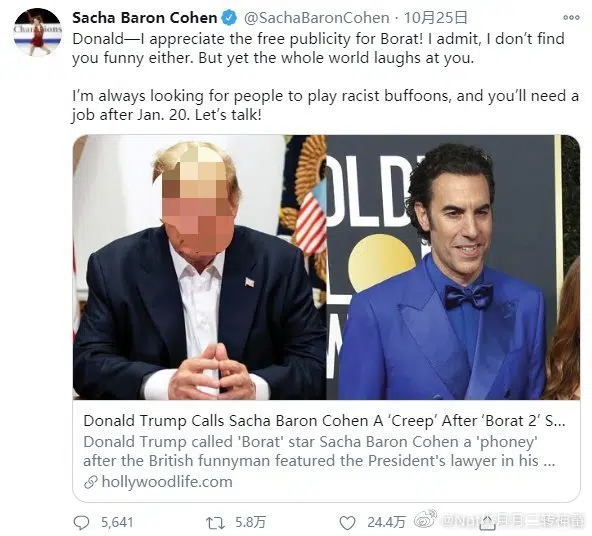 Sacha Baron Cohen @SachaBaronCohen · 10月25日
Donald—I appreciate the free publicity for Borat! I admit, I don’t find
you funny either. But yet the whole world laughs at you.
I’m always looking for people to play racist buffoons, and you’ll need a
job after Jan. 20. Let’s talk!
OLD
Donald Trump Calls Sacha Baron Cohen A ‘Creep’ After ‘Borat 2’ S...
Donald Trump called 'Borat' star Sacha Baron Cohen a 'phoney'
after the British funnyman featured the President's lawyer in his ...
hollywoodlife.com
5,641 5.8万 24.4万